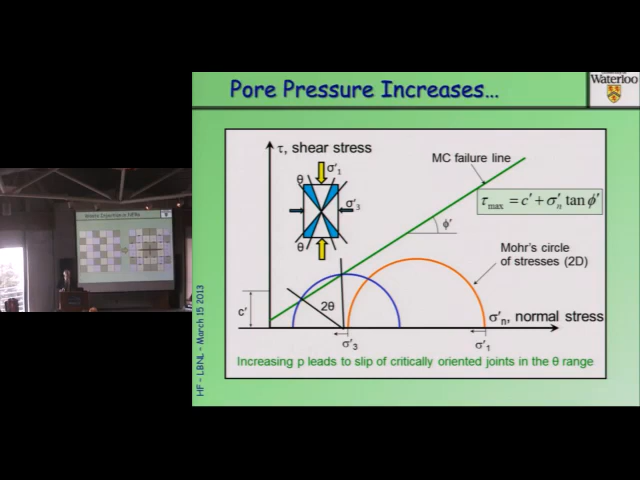 Pore Pressure Increases...
Waterloo
τ, shear stress
MC failure line
θ
σ'1
σ'3
θ
τmax = c' + σ'n tan ϕ'
ϕ'
Mohr's circle
of stresses (2D)
c'
2θ
σ'n, normal stress
σ'3
σ'1
Increasing p leads to slip of critically oriented joints in the θ range
HF - LBNL - March 15 2013